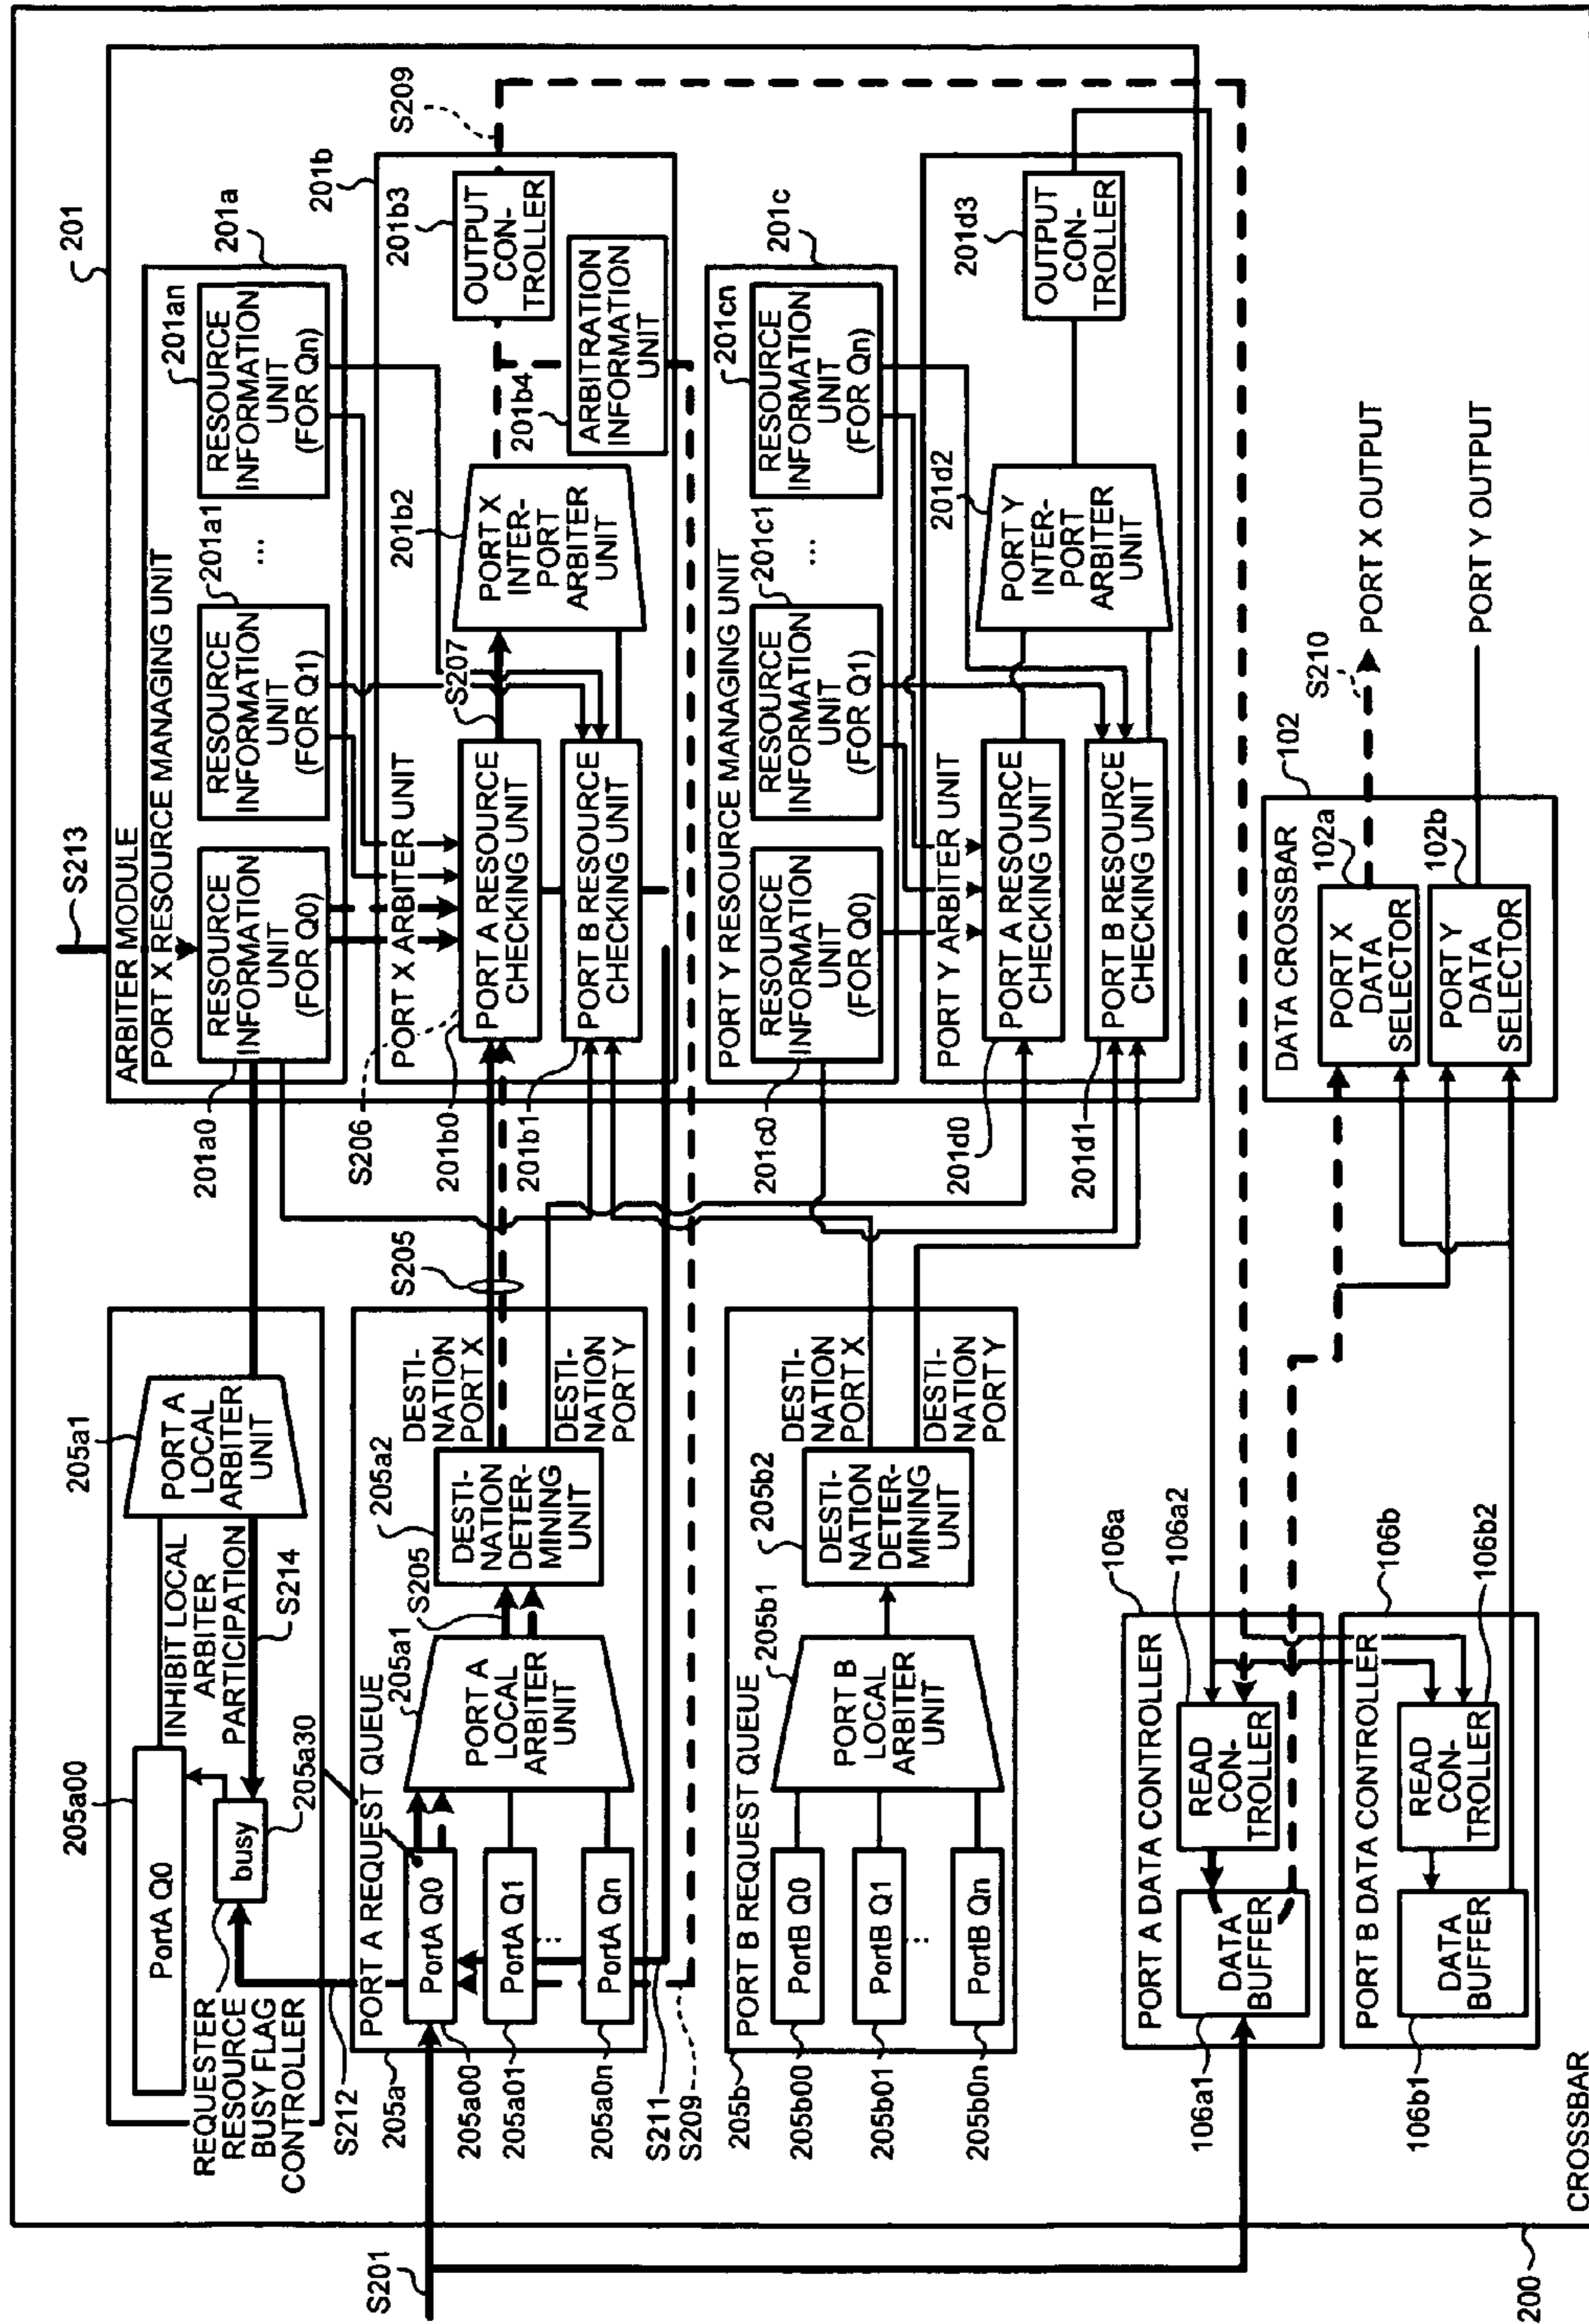 200
CROSSBAR
S201
REQUESTER
RESOURCE
BUSY FLAG
CONTROLLER
205a00
PortA Q0
busy
205a30
INHIBIT LOCAL
ARBITER
PARTICIPATION
S214
205a1
PORT A
LOCAL
ARBITER
UNIT
S212
205a
205a00
205a01
205a0n
S211
S209
PORT A REQUEST QUEUE
PortA Q0
PortA Q1
...
PortA Qn
205a1
PORT A
LOCAL
ARBITER
UNIT
S205
205a2
DESTI-
NATION
DETER-
MINING
UNIT
DESTI-
NATION
PORT X
DESTI-
NATION
PORT Y
S205
205b
205b00
205b01
205b0n
PORT B REQUEST QUEUE
PortB Q0
PortB Q1
...
PortB Qn
205b1
PORT B
LOCAL
ARBITER
UNIT
205b2
DESTI-
NATION
DETER-
MINING
UNIT
DESTI-
NATION
PORT X
DESTI-
NATION
PORT Y
106a1
PORT A DATA CONTROLLER
DATA
BUFFER
READ
CON-
TROLLER
106a
106a2
106b1
PORT B DATA CONTROLLER
DATA
BUFFER
READ
CON-
TROLLER
106b
106b2
S213
201
ARBITER MODULE
PORT X RESOURCE MANAGING UNIT
201a
201a0
RESOURCE
INFORMATION
UNIT
(FOR Q0)
201a1
RESOURCE
INFORMATION
UNIT
(FOR Q1)
...
201an
RESOURCE
INFORMATION
UNIT
(FOR Qn)
S206
201b0
201b1
PORT X ARBITER UNIT
PORT A RESOURCE
CHECKING UNIT
PORT B RESOURCE
CHECKING UNIT
S207
201b2
PORT X
INTER-
PORT
ARBITER
UNIT
201b4
ARBITRATION
INFORMATION
UNIT
201b3
OUTPUT
CON-
TROLLER
201b
S209
PORT Y RESOURCE MANAGING UNIT
201c
201c0
RESOURCE
INFORMATION
UNIT
(FOR Q0)
201c1
RESOURCE
INFORMATION
UNIT
(FOR Q1)
...
201cn
RESOURCE
INFORMATION
UNIT
(FOR Qn)
201d0
201d1
PORT Y ARBITER UNIT
PORT A RESOURCE
CHECKING UNIT
PORT B RESOURCE
CHECKING UNIT
201d2
PORT Y
INTER-
PORT
ARBITER
UNIT
201d3
OUTPUT
CON-
TROLLER
DATA CROSSBAR
102
102a
PORT X
DATA
SELECTOR
102b
PORT Y
DATA
SELECTOR
S210
PORT X OUTPUT
PORT Y OUTPUT